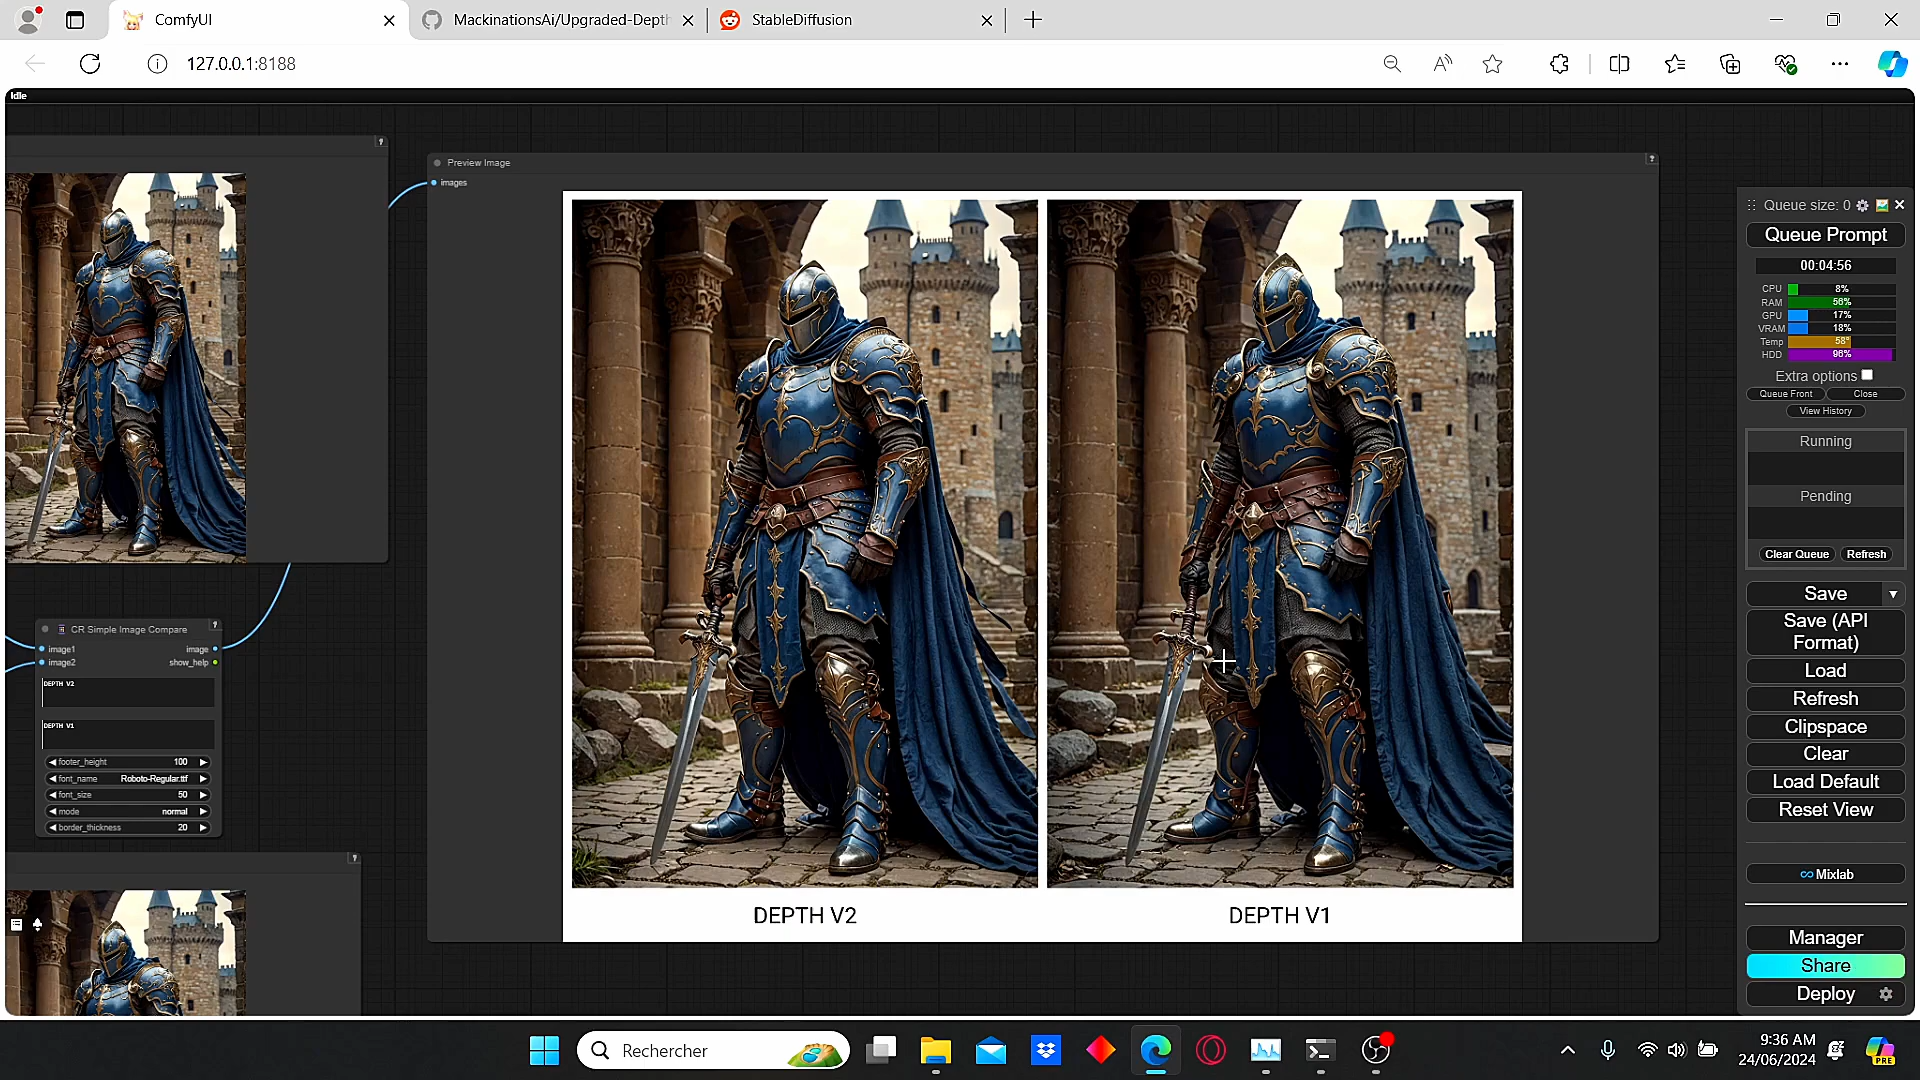 ComfyUI
MackinationsAi/Upgraded-Depth
StableDiffusion
127.0.0.1:8188
Idle
Preview Image
images
DEPTH V2
DEPTH V1
CR Simple Image Compare
image1
image
image2
show_help
DEPTH V2
DEPTH V1
footer_height 100
font_name Roboto-Regular.ttf
font_size 50
mode normal
border_thickness 20
Queue size: 0
Queue Prompt
00:04:56
CPU 8%
RAM 56%
GPU 17%
VRAM 18%
Temp 58°
HDD 96%
Extra options
Queue Front
Close
View History
Running
Pending
Clear Queue
Refresh
Save
Save (API
Format)
Load
Refresh
Clipspace
Clear
Load Default
Reset View
Mixlab
Manager
Share
Deploy
Rechercher
9:36 AM
24/06/2024
PRE